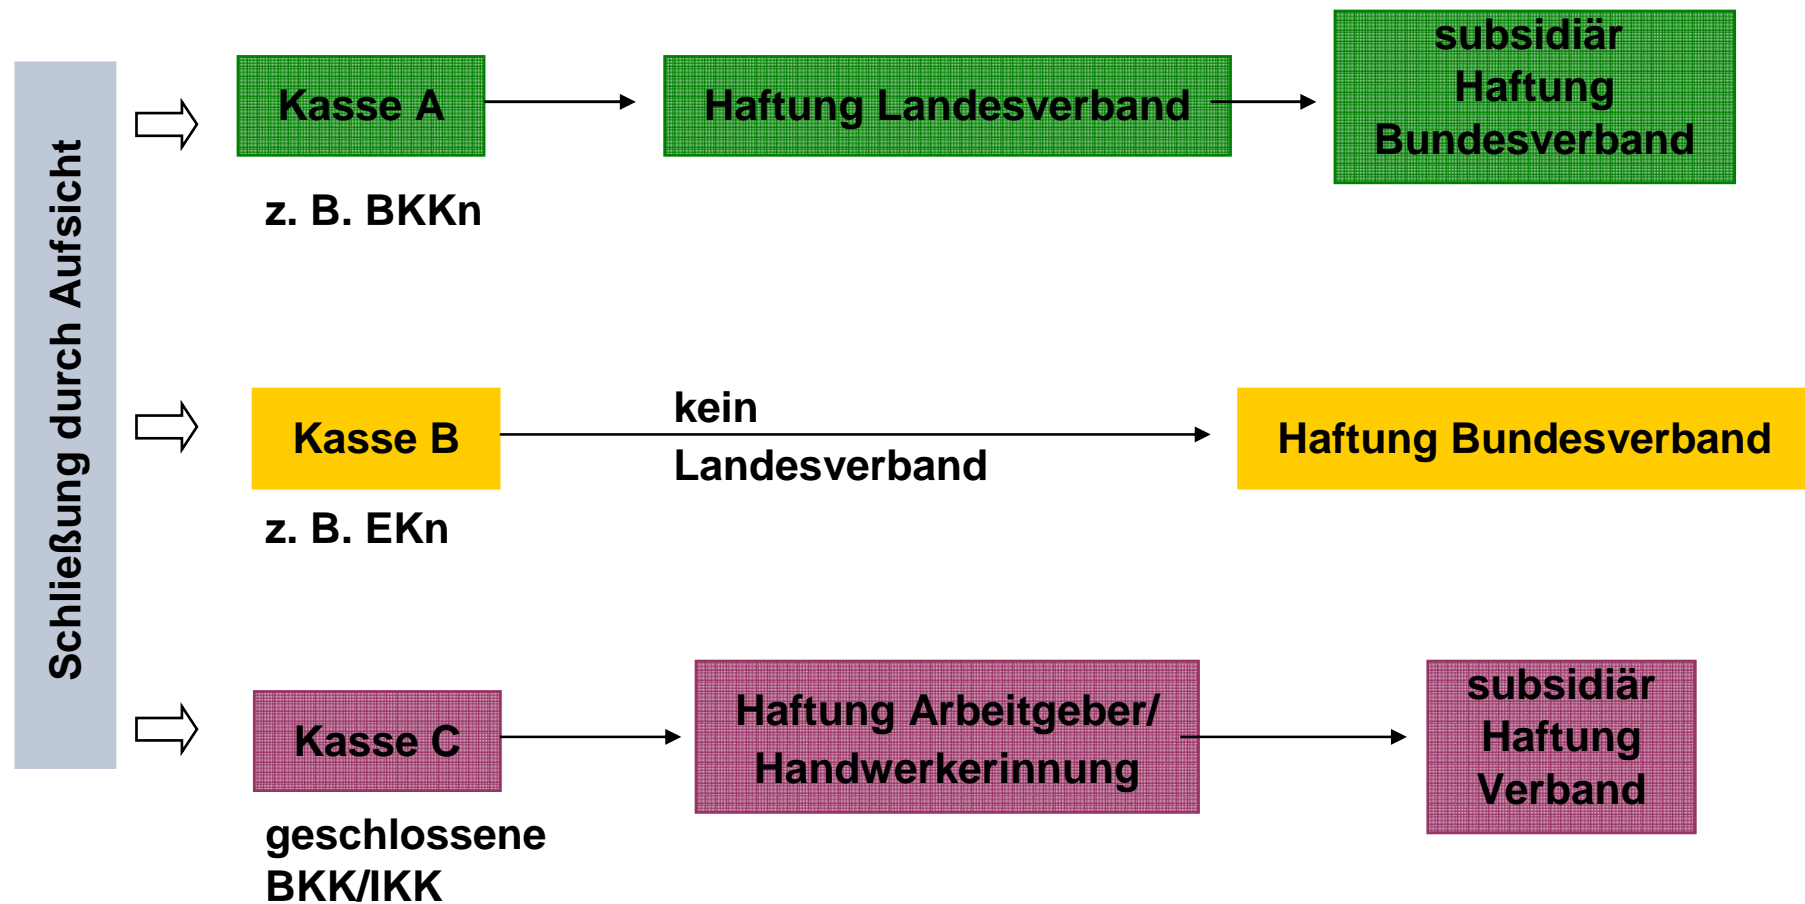 Schließung durch Aufsicht
Kasse A
Haftung Landesverband
subsidiär
Haftung
Bundesverband
z. B. BKKn
Kasse B
kein
Landesverband
Haftung Bundesverband
z. B. EKn
Kasse C
Haftung Arbeitgeber/
Handwerkerinnung
subsidiär
Haftung
Verband
geschlossene
BKK/IKK